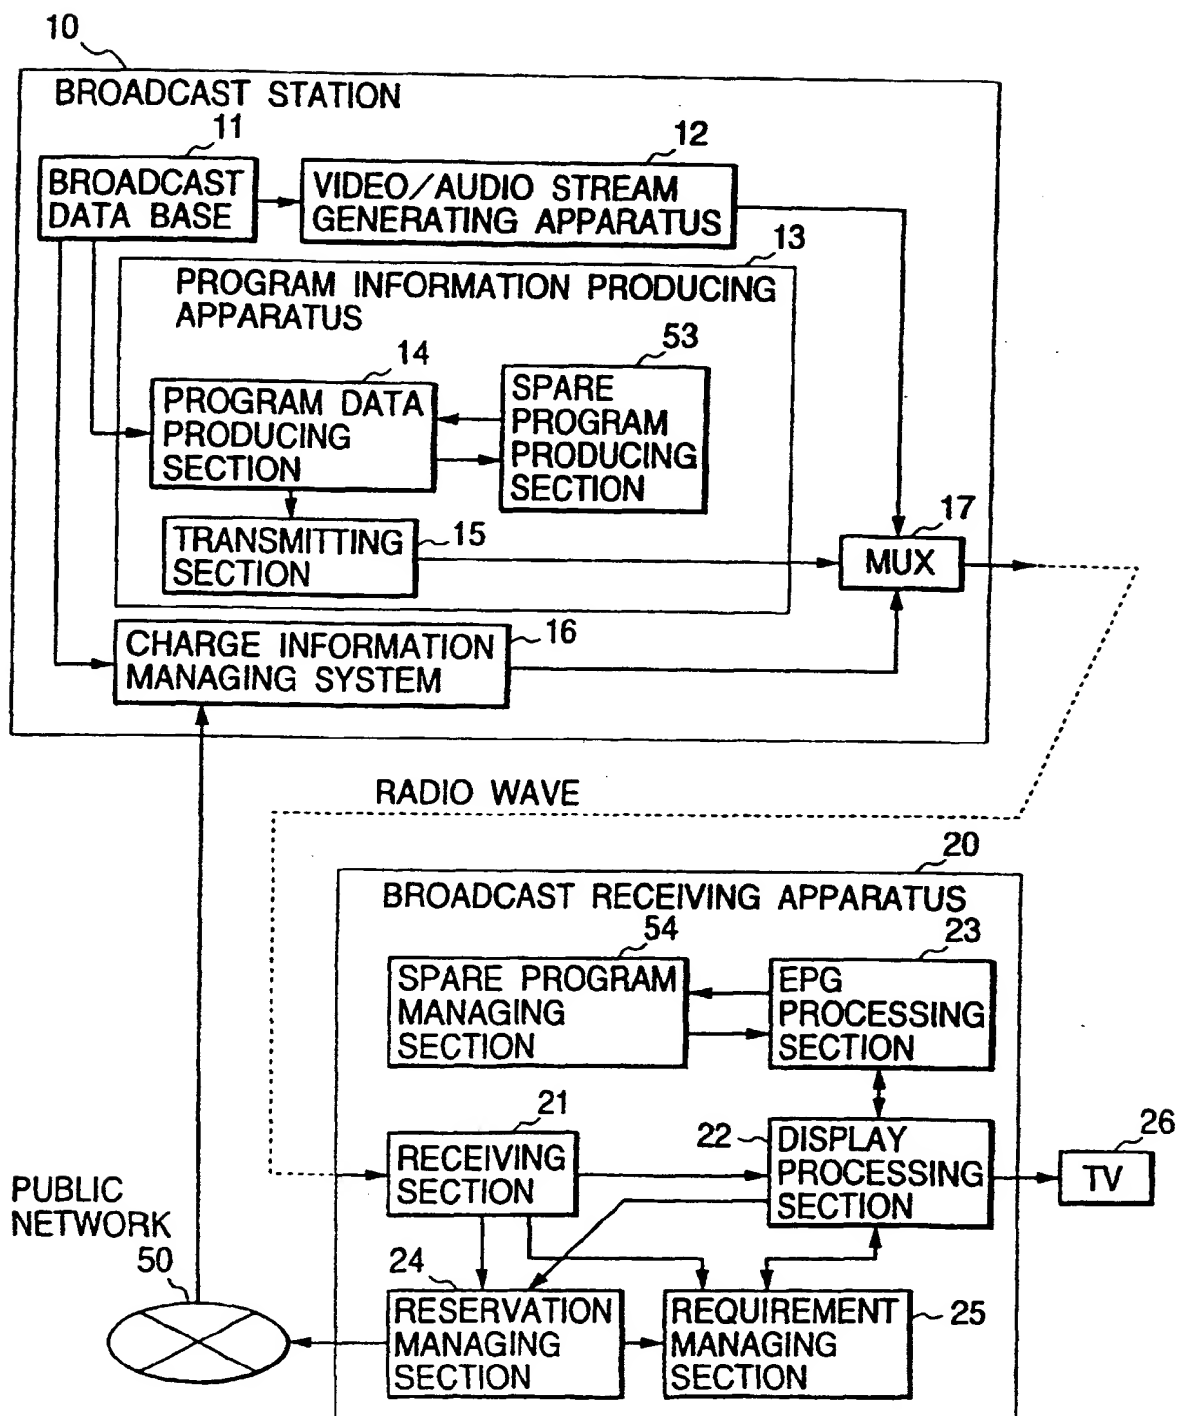 10
BROADCAST STATION
11
12
BROADCAST
DATA BASE
VIDEO/AUDIO STREAM
GENERATING APPARATUS
13
PROGRAM INFORMATION PRODUCING
APPARATUS
14
53
PROGRAM DATA
PRODUCING
SECTION
SPARE
PROGRAM
PRODUCING
SECTION
15
17
TRANSMITTING
SECTION
MUX
16
CHARGE INFORMATION
MANAGING SYSTEM
RADIO WAVE
20
BROADCAST RECEIVING APPARATUS
54
23
SPARE PROGRAM
MANAGING
SECTION
EPG
PROCESSING
SECTION
21
22
26
RECEIVING
SECTION
DISPLAY
PROCESSING
SECTION
TV
PUBLIC
NETWORK
50
24
25
RESERVATION
MANAGING
SECTION
REQUIREMENT
MANAGING
SECTION